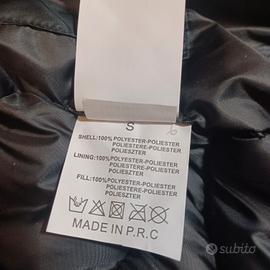 S
SHELL:100%POLYESTER-POLIESTER
POLIESTERE-POLIESTER
POLIESZTER
LINING:100%POLYESTER-POLIESTER
POLIESTERE-POLIESTER
POLIESZTER
FILL:100%POLYESTER-POLIESTER
POLIESTERE-POLIESTER
POLIESZTER
MADE IN P.R.C
subito